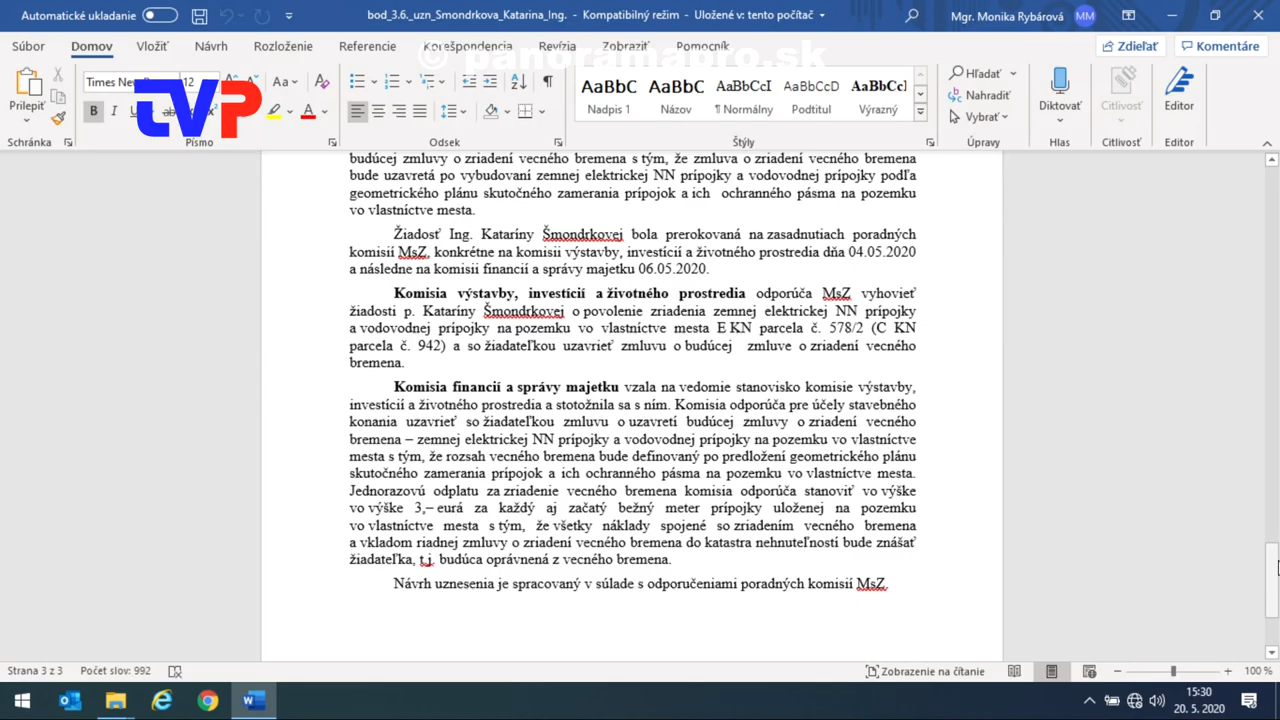 Automatické ukladanie
bod_3.6._uzn_Smondrkova_Katarina_Ing. - Kompatibilný režim - Uložené v: tento počítač
Mgr. Monika Rybárová
MM
Súbor Domov Vložiť Návrh Rozloženie Referencie Korešpondencia Revízia Zobraziť Pomocník
Zdieľať Komentáre
© panoramapro.sk
Prilepiť
Schránka
12
Aa
B I U
TVP
Písmo
Odsek
AaBbC AaBbC AaBbCcI AaBbCcD AaBbCcI
Nadpis 1 Názov ¶ Normálny Podtitul Výrazný
Štýly
Hľadať
Nahradiť
Vybrať
Úpravy
Diktovať
Hlas
Citlivosť
Citlivosť
Editor
Editor
budúcej zmluvy o zriadení vecného bremena s tým, že zmluva o zriadení vecného bremena
bude uzavretá po vybudovaní zemnej elektrickej NN prípojky a vodovodnej prípojky podľa
geometrického plánu skutočného zamerania prípojok a ich ochranného pásma na pozemku
vo vlastníctve mesta.
Žiadosť Ing. Kataríny Šmondrkovej bola prerokovaná na zasadnutiach poradných
komisií MsZ, konkrétne na komisii výstavby, investícií a životného prostredia dňa 04.05.2020
a následne na komisii financií a správy majetku 06.05.2020.
Komisia výstavby, investícií a životného prostredia odporúča MsZ vyhovieť
žiadosti p. Kataríny Šmondrkovej o povolenie zriadenia zemnej elektrickej NN prípojky
a vodovodnej prípojky na pozemku vo vlastníctve mesta E KN parcela č. 578/2 (C KN
parcela č. 942) a so žiadateľkou uzavrieť zmluvu o budúcej zmluve o zriadení vecného
bremena.
Komisia financií a správy majetku vzala na vedomie stanovisko komisie výstavby,
investícií a životného prostredia a stotožnila sa s ním. Komisia odporúča pre účely stavebného
konania uzavrieť so žiadateľkou zmluvu o uzavretí budúcej zmluvy o zriadení vecného
bremena – zemnej elektrickej NN prípojky a vodovodnej prípojky na pozemku vo vlastníctve
mesta s tým, že rozsah vecného bremena bude definovaný po predložení geometrického plánu
skutočného zamerania prípojok a ich ochranného pásma na pozemku vo vlastníctve mesta.
Jednorazovú odplatu za zriadenie vecného bremena komisia odporúča stanoviť vo výške
vo výške 3,– eurá za každý aj začatý bežný meter prípojky uloženej na pozemku
vo vlastníctve mesta s tým, že všetky náklady spojené so zriadením vecného bremena
a vkladom riadnej zmluvy o zriadení vecného bremena do katastra nehnuteľností bude znášať
žiadateľka, t.j. budúca oprávnená z vecného bremena.
Návrh uznesenia je spracovaný v súlade s odporučeniami poradných komisií MsZ.
Strana 3 z 3 Počet slov: 992
Zobrazenie na čítanie
100 %
15:30
20. 5. 2020